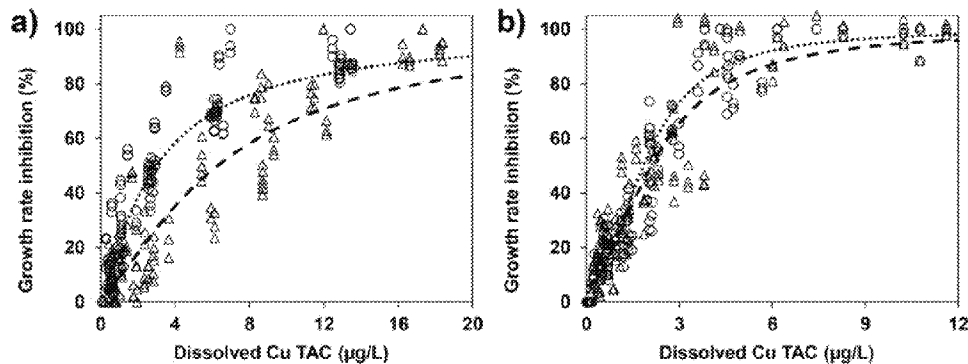 a)
Growth rate inhibition (%)
100
80
60
40
20
0
0 4 8 12 16 20
Dissolved Cu TAC (µg/L)
b)
Growth rate inhibition (%)
100
80
60
40
20
0
0 3 6 9 12
Dissolved Cu TAC (µg/L)